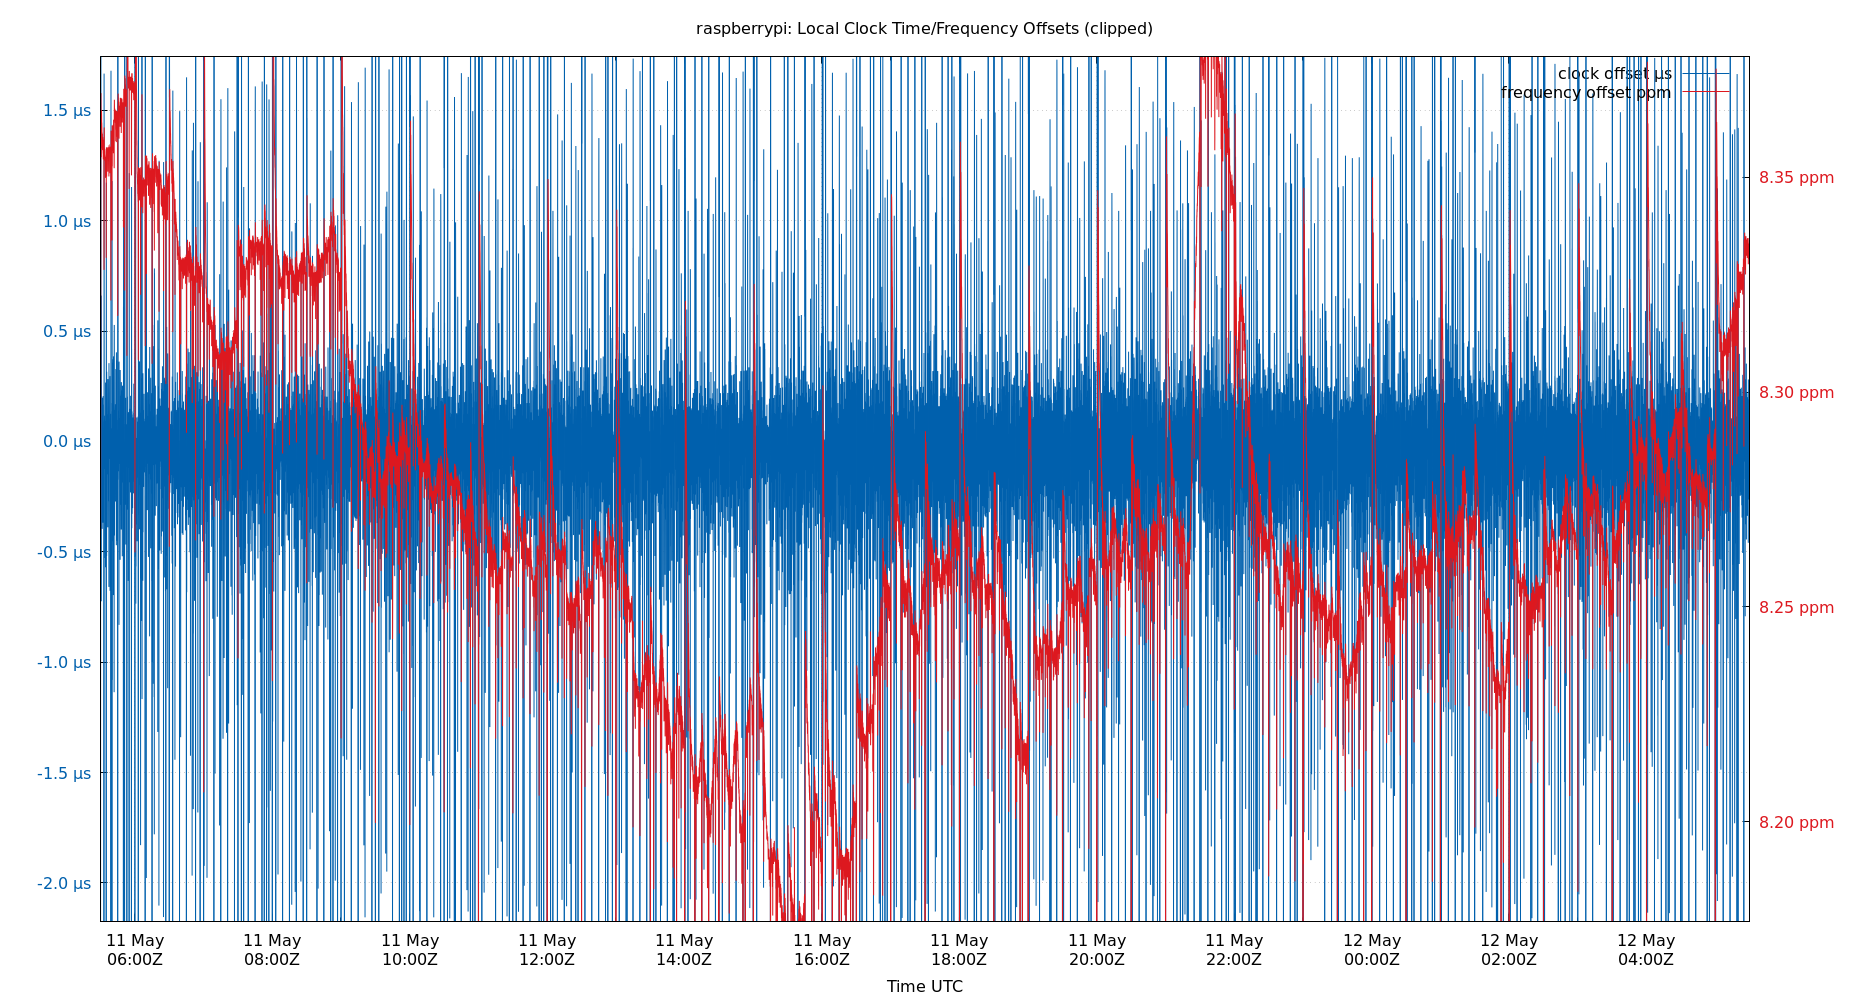 raspberrypi: Local Clock Time/Frequency Offsets (clipped)
clock offset µs
frequency offset ppm
1.5 µs
1.0 µs
0.5 µs
0.0 µs
-0.5 µs
-1.0 µs
-1.5 µs
-2.0 µs
8.35 ppm
8.30 ppm
8.25 ppm
8.20 ppm
11 May 11 May 11 May 11 May 11 May 11 May 11 May 11 May 11 May 12 May 12 May 12 May
06:00Z 08:00Z 10:00Z 12:00Z 14:00Z 16:00Z 18:00Z 20:00Z 22:00Z 00:00Z 02:00Z 04:00Z
Time UTC